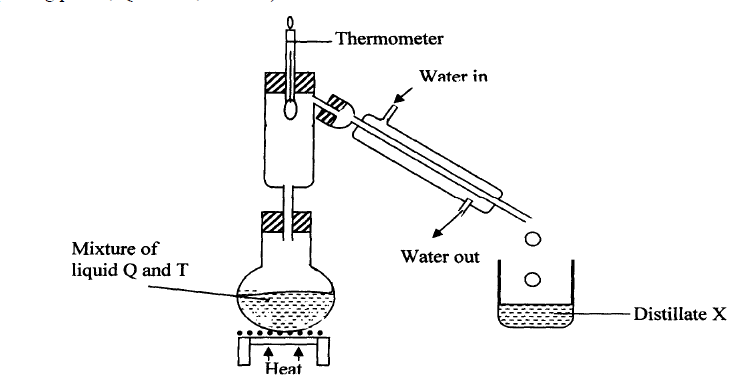 Thermometer
Water in
Mixture of
liquid Q and T
Water out
Distillate X
Heat